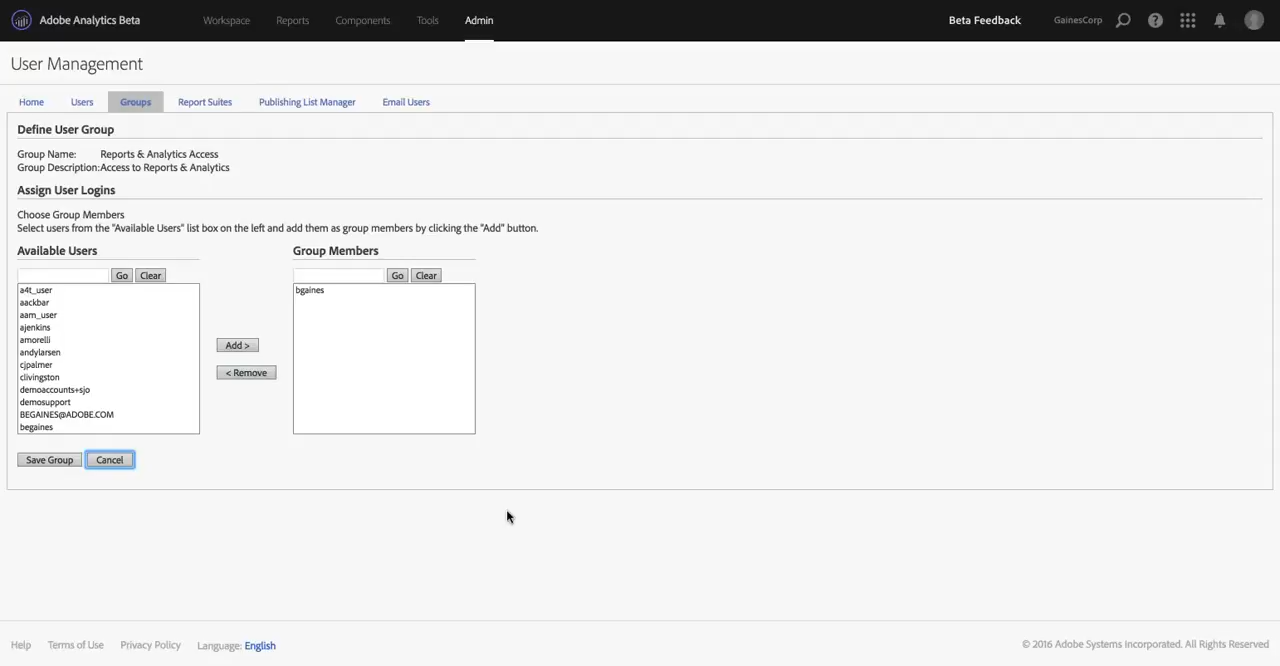 Adobe Analytics Beta
Workspace Reports Components Tools Admin
Beta Feedback GainesCorp
User Management
Home Users Groups Report Suites Publishing List Manager Email Users
Define User Group
Group Name: Reports & Analytics Access
Group Description:Access to Reports & Analytics
Assign User Logins
Choose Group Members
Select users from the "Available Users" list box on the left and add them as group members by clicking the "Add" button.
Available Users
Go Clear
a4t_user
aackbar
aam_user
ajenkins
amorelli
andylarsen
cjpalmer
clivingston
demoaccounts+sjo
demosupport
BEGAINES@ADOBE.COM
begaines
Add >
< Remove
Group Members
Go Clear
bgaines
Save Group Cancel
Help Terms of Use Privacy Policy Language: English
© 2016 Adobe Systems Incorporated. All Rights Reserved